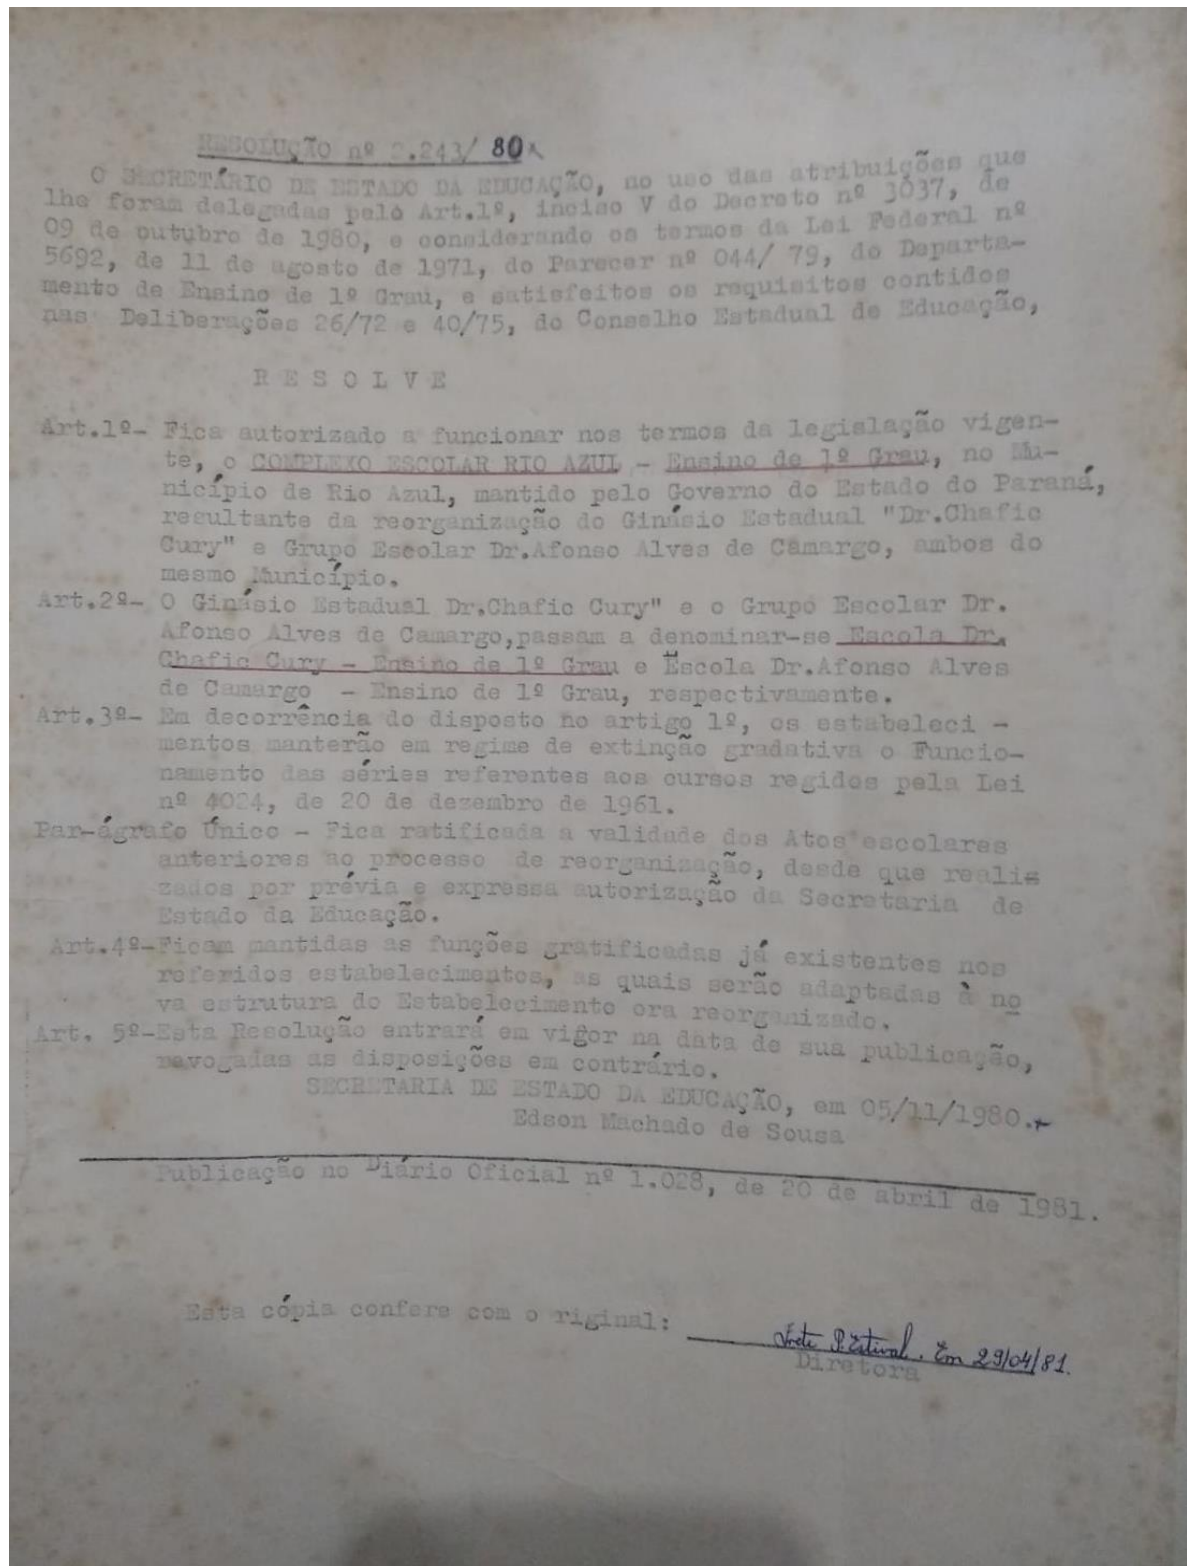 RESOLUÇÃO nº 2.243/ 80
O SECRETÁRIO DE ESTADO DA EDUCAÇÃO, no uso das atribuições que
lhe foram delegadas pelo Art.1º, inciso V do Decreto nº 3037, de
09 de outubro de 1980, e considerando os termos da Lei Federal nº
5692, de 11 de agosto de 1971, do Parecer nº 044/ 79, do Departa-
mento de Ensino de 1º Grau, e satisfeitos os requisitos contidos
nas Deliberações 26/72 e 40/75, do Conselho Estadual de Educação,
R E S O L V E
Art.1º- Fica autorizado a funcionar nos termos da legislação vigen-
te, o COMPLEXO ESCOLAR RIO AZUL - Ensino de 1º Grau, no Mu-
nicípio de Rio Azul, mantido pelo Governo do Estado do Paraná,
resultante da reorganização do Ginásio Estadual "Dr.Chafic
Cury" e Grupo Escolar Dr.Afonso Alves de Camargo, ambos do
mesmo Município.
Art.2º- O Ginásio Estadual Dr.Chafic Cury" e o Grupo Escolar Dr.
Afonso Alves de Camargo,passam a denominar-se Escola Dr.
Chafic Cury - Ensino de 1º Grau e Escola Dr.Afonso Alves
de Camargo - Ensino de 1º Grau, respectivamente.
Art.3º- Em decorrência do disposto no artigo 1º, os estabeleci -
mentos manterão em regime de extinção gradativa o Funcio-
namento das séries referentes aos cursos regidos pela Lei
nº 4024, de 20 de dezembro de 1961.
Par-ágrafo Único - Fica ratificada a validade dos Atos escolares
anteriores ao processo de reorganização, desde que realiz
zados por prévia e expressa autorização da Secretaria de
Estado da Educação.
Art.4º-Ficam mantidas as funções gratificadas já existentes nos
referidos estabelecimentos, as quais serão adaptadas à no
va estrutura do Estabelecimento ora reorganizado.
Art. 5º-Esta Resolução entrará em vigor na data de sua publicação,
revogadas as disposições em contrário.
SECRETARIA DE ESTADO DA EDUCAÇÃO, em 05/11/1980.
Edson Machado de Sousa
Publicação no Diário Oficial nº 1.028, de 20 de abril de 1981.
Esta cópia confere com o riginal:
P. Estival. Em 29/04/81.
Diretora